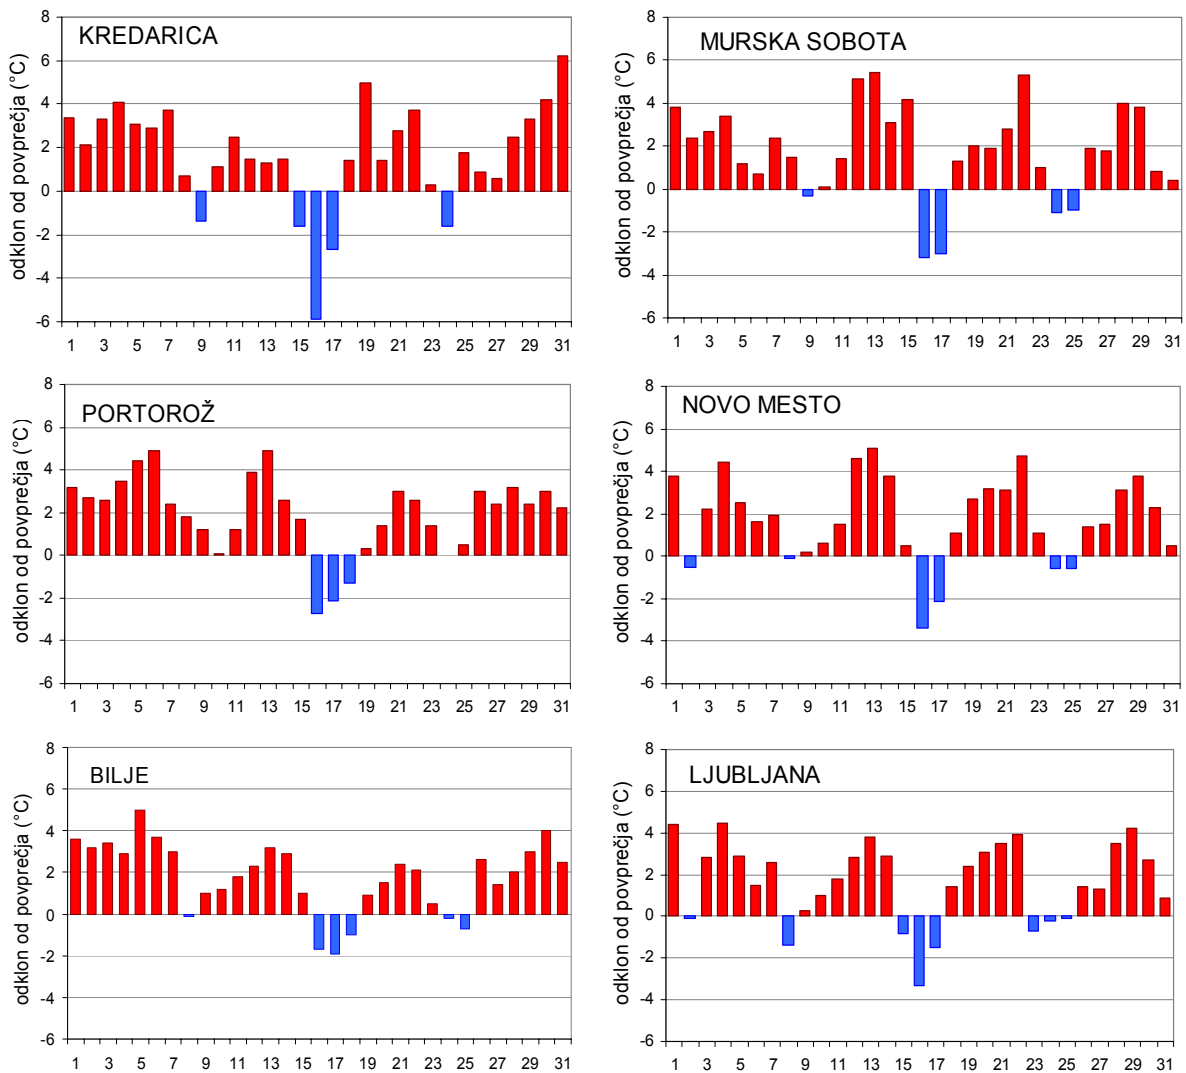 KREDARICA
odklon od povprečja (°C)
8
6
4
2
0
-2
-4
-6
1 3 5 7 9 11 13 15 17 19 21 23 25 27 29 31
MURSKA SOBOTA
odklon od povprečja (°C)
8
6
4
2
0
-2
-4
-6
1 3 5 7 9 11 13 15 17 19 21 23 25 27 29 31
PORTOROŽ
odklon od povprečja (°C)
8
6
4
2
0
-2
-4
-6
1 3 5 7 9 11 13 15 17 19 21 23 25 27 29 31
NOVO MESTO
odklon od povprečja (°C)
8
6
4
2
0
-2
-4
-6
1 3 5 7 9 11 13 15 17 19 21 23 25 27 29 31
BILJE
odklon od povprečja (°C)
8
6
4
2
0
-2
-4
-6
1 3 5 7 9 11 13 15 17 19 21 23 25 27 29 31
LJUBLJANA
odklon od povprečja (°C)
8
6
4
2
0
-2
-4
-6
1 3 5 7 9 11 13 15 17 19 21 23 25 27 29 31